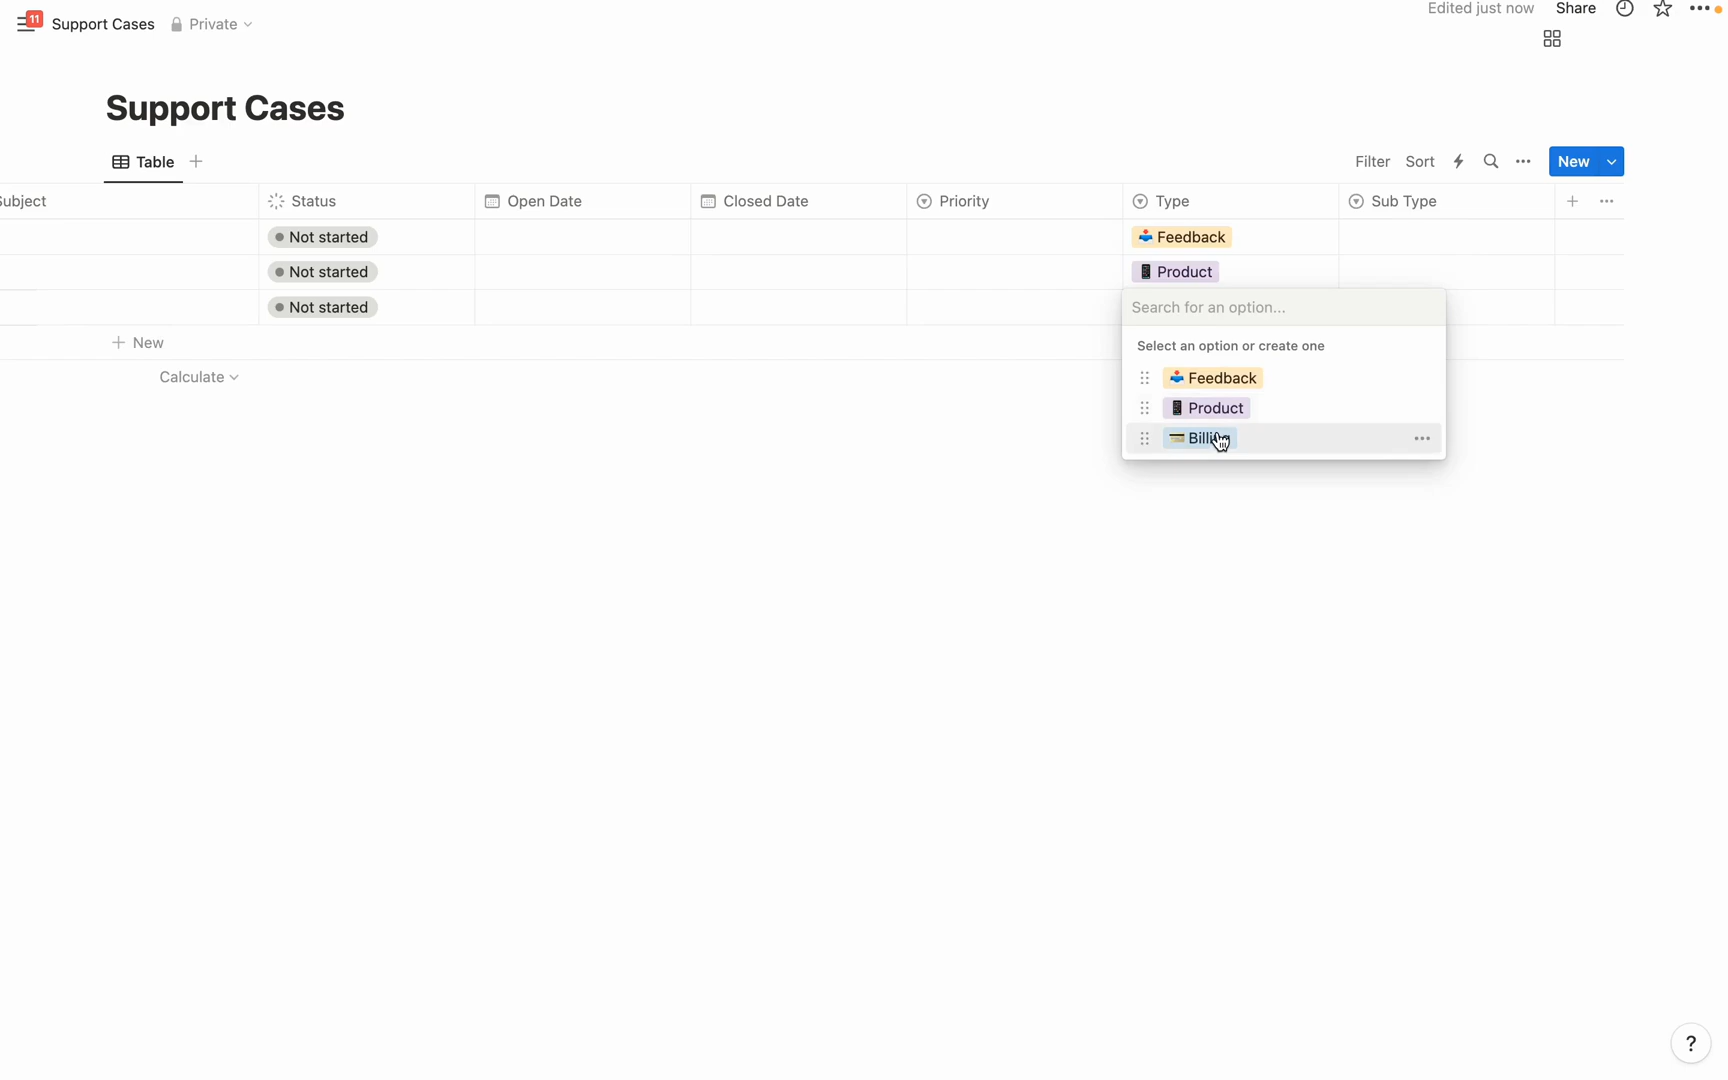 11 Support Cases Private Edited just now Share
Support Cases
Table Filter Sort New
Subject Status Open Date Closed Date Priority Type Sub Type
Not started Feedback
Not started Product
Not started Search for an option...
New
Select an option or create one
Calculate
Feedback
Product
?